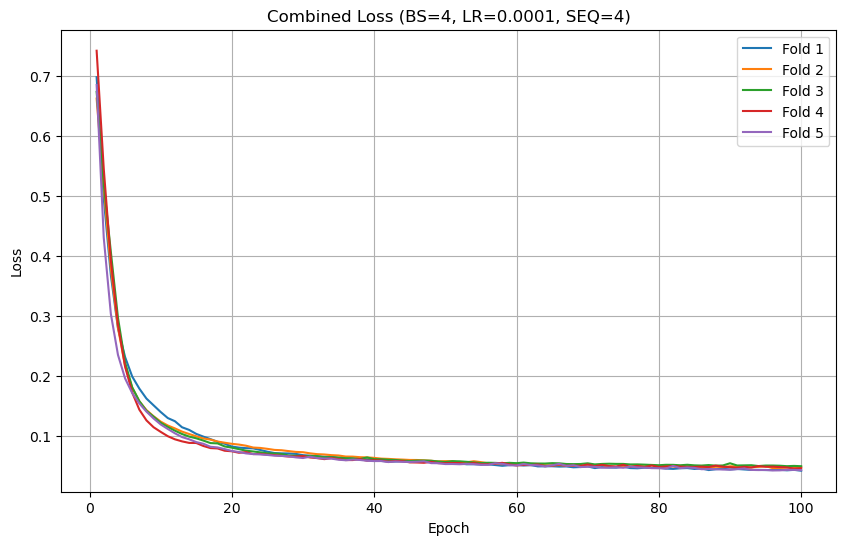 Combined Loss (BS=4, LR=0.0001, SEQ=4)
Loss
0.7
0.6
0.5
0.4
0.3
0.2
0.1
Fold 1
Fold 2
Fold 3
Fold 4
Fold 5
0 20 40 60 80 100
Epoch